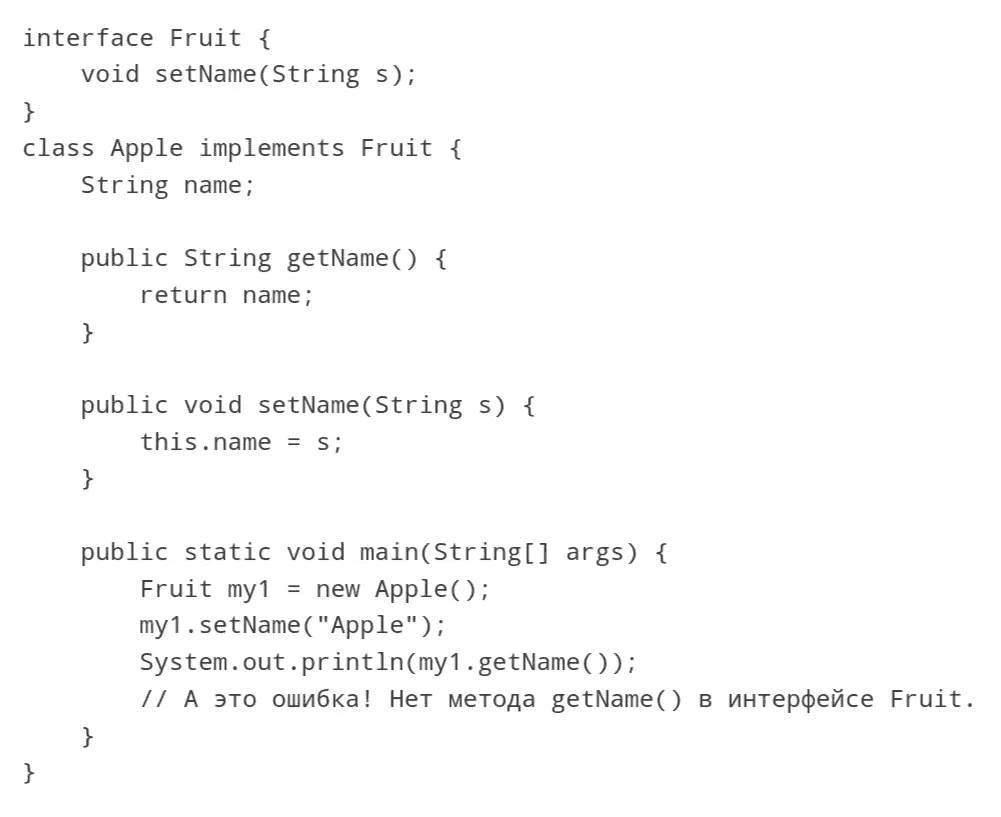 interface Fruit {
    void setName(String s);
}
class Apple implements Fruit {
    String name;

    public String getName() {
        return name;
    }

    public void setName(String s) {
        this.name = s;
    }

    public static void main(String[] args) {
        Fruit my1 = new Apple();
        my1.setName("Apple");
        System.out.println(my1.getName());
        // А это ошибка! Нет метода getName() в интерфейсе Fruit.
    }
}